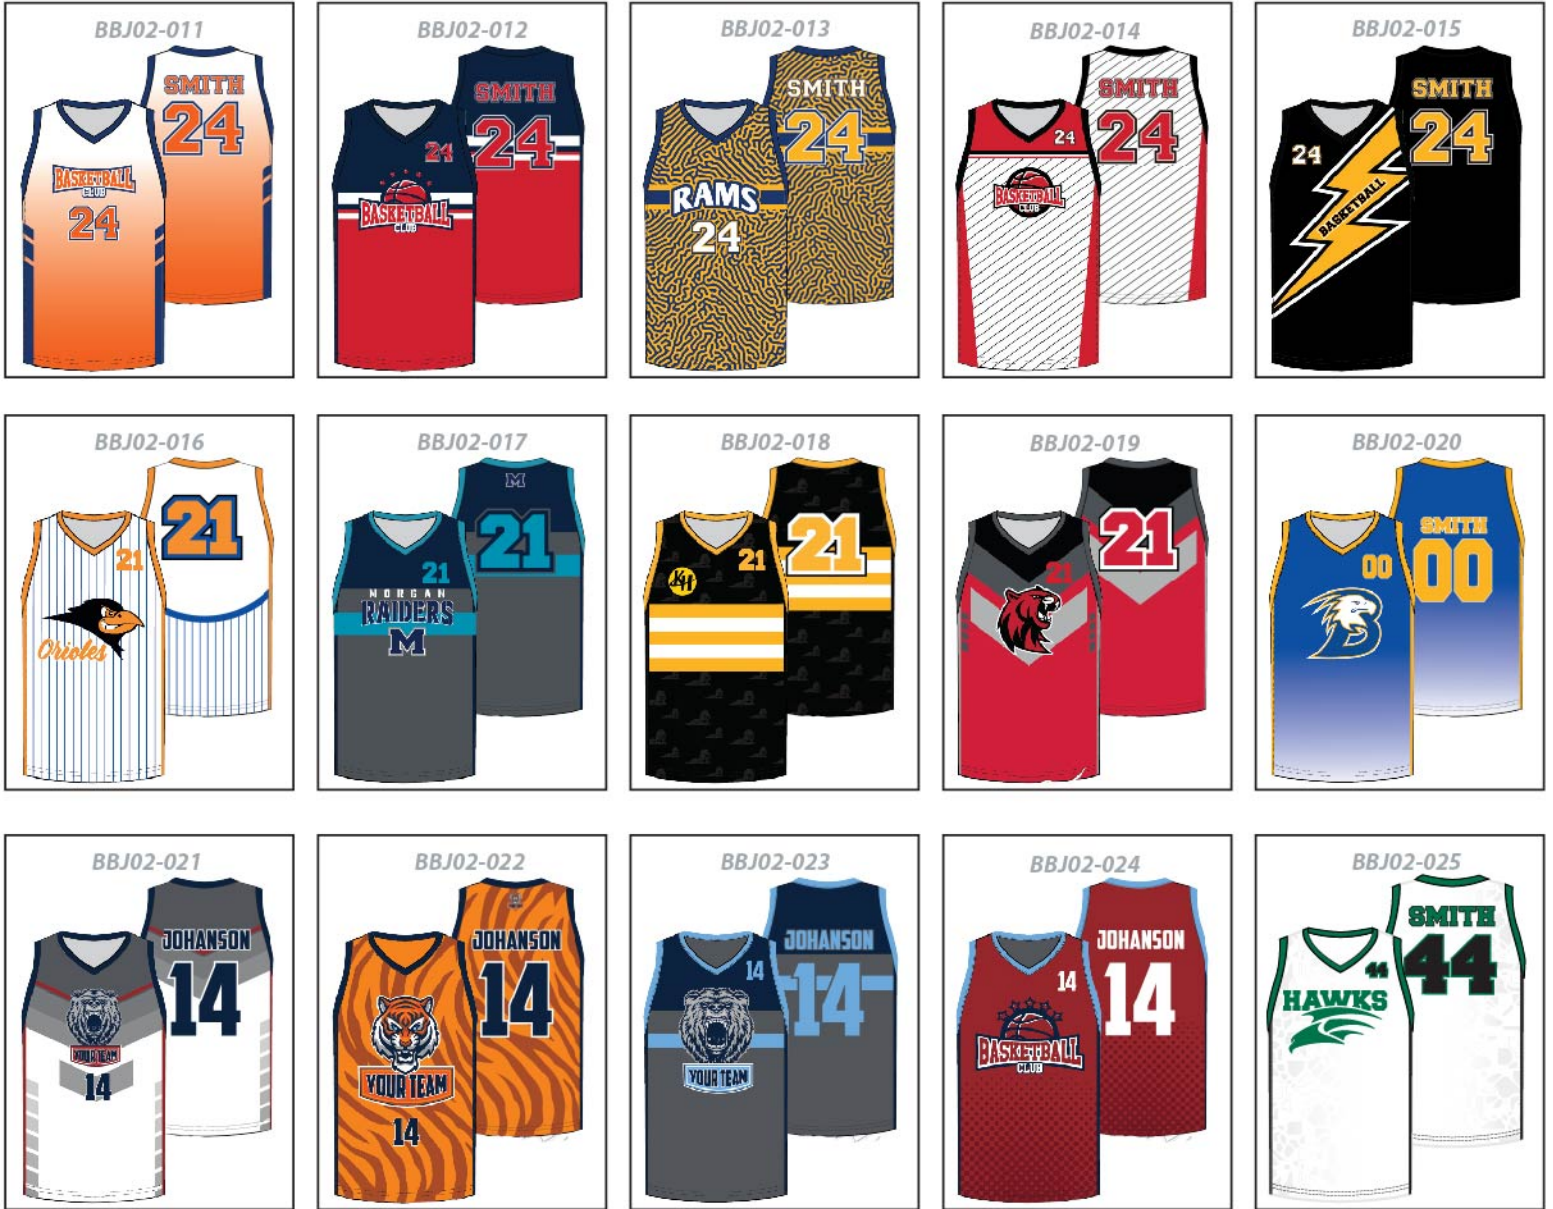 BBJ02-011
SMITH
24
BASKETBALL
CLUB
24
BBJ02-012
SMITH
24
24
BASKETBALL
CLUB
BBJ02-013
SMITH
24
RAMS
24
BBJ02-014
SMITH
24
24
BASKETBALL
CLUB
BBJ02-015
SMITH
24
24
BASKETBALL
BBJ02-016
21
21
Orioles
BBJ02-017
M
21
21
MORGAN
RAIDERS
M
BBJ02-018
21
21
KH
BBJ02-019
21
21
BBJ02-020
SMITH
00
00
B
BBJ02-021
JOHANSON
14
YOUR TEAM
14
BBJ02-022
JOHANSON
14
YOUR TEAM
14
BBJ02-023
JOHANSON
14
14
YOUR TEAM
BBJ02-024
JOHANSON
14
14
BASKETBALL
CLUB
BBJ02-025
SMITH
44
44
HAWKS